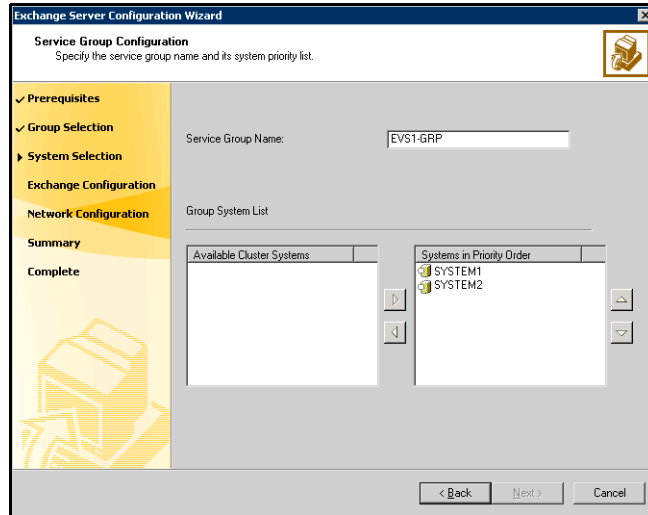 Exchange Server Configuration Wizard
Service Group Configuration
Specify the service group name and its system priority list.
Prerequisites
Group Selection
System Selection
Exchange Configuration
Network Configuration
Summary
Complete
Service Group Name:
EVS1-GRP
Group System List
Available Cluster Systems
Systems in Priority Order
SYSTEM1
SYSTEM2
< Back
Next >
Cancel